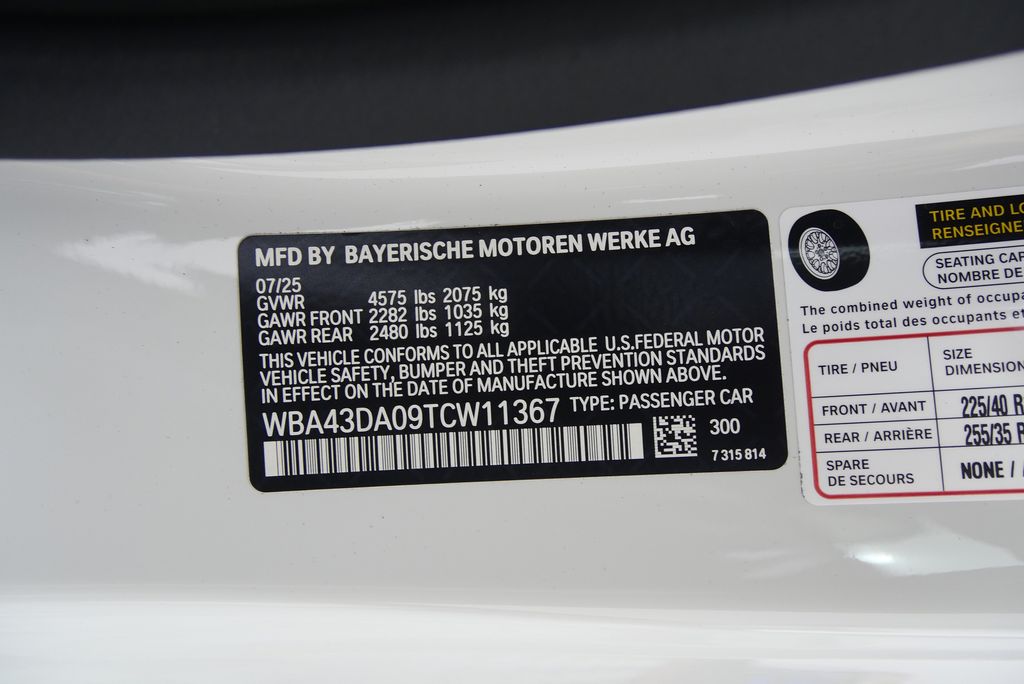 MFD BY BAYERISCHE MOTOREN WERKE AG
07/25
GVWR 4575 lbs 2075 kg
GAWR FRONT 2282 lbs 1035 kg
GAWR REAR 2480 lbs 1125 kg
THIS VEHICLE CONFORMS TO ALL APPLICABLE U.S.FEDERAL MOTOR
VEHICLE SAFETY, BUMPER AND THEFT PREVENTION STANDARDS
IN EFFECT ON THE DATE OF MANUFACTURE SHOWN ABOVE.
WBA43DA09TCW11367 TYPE: PASSENGER CAR
300
7 315 814
TIRE AND LO
RENSEIGNE
SEATING CAP
NOMBRE DE
The combined weight of occupa
Le poids total des occupants et
TIRE / PNEU SIZE
DIMENSION
FRONT / AVANT 225/40 R
REAR / ARRIÈRE 255/35 R
SPARE
DE SECOURS NONE /